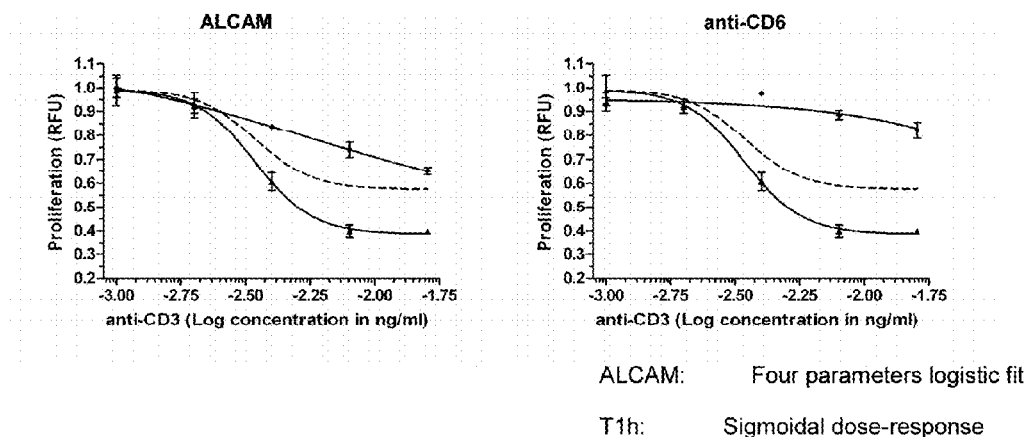 ALCAM
1.1
1.0
0.9
0.8
0.7
0.6
0.5
0.4
0.3
0.2
Proliferation (RFU)
-3.00 -2.75 -2.50 -2.25 -2.00 -1.75
anti-CD3 (Log concentration in ng/ml)
anti-CD6
1.1
1.0
0.9
0.8
0.7
0.6
0.5
0.4
0.3
0.2
Proliferation (RFU)
-3.00 -2.75 -2.50 -2.25 -2.00 -1.75
anti-CD3 (Log concentration in ng/ml)
ALCAM: Four parameters logistic fit
T1h: Sigmoidal dose-response